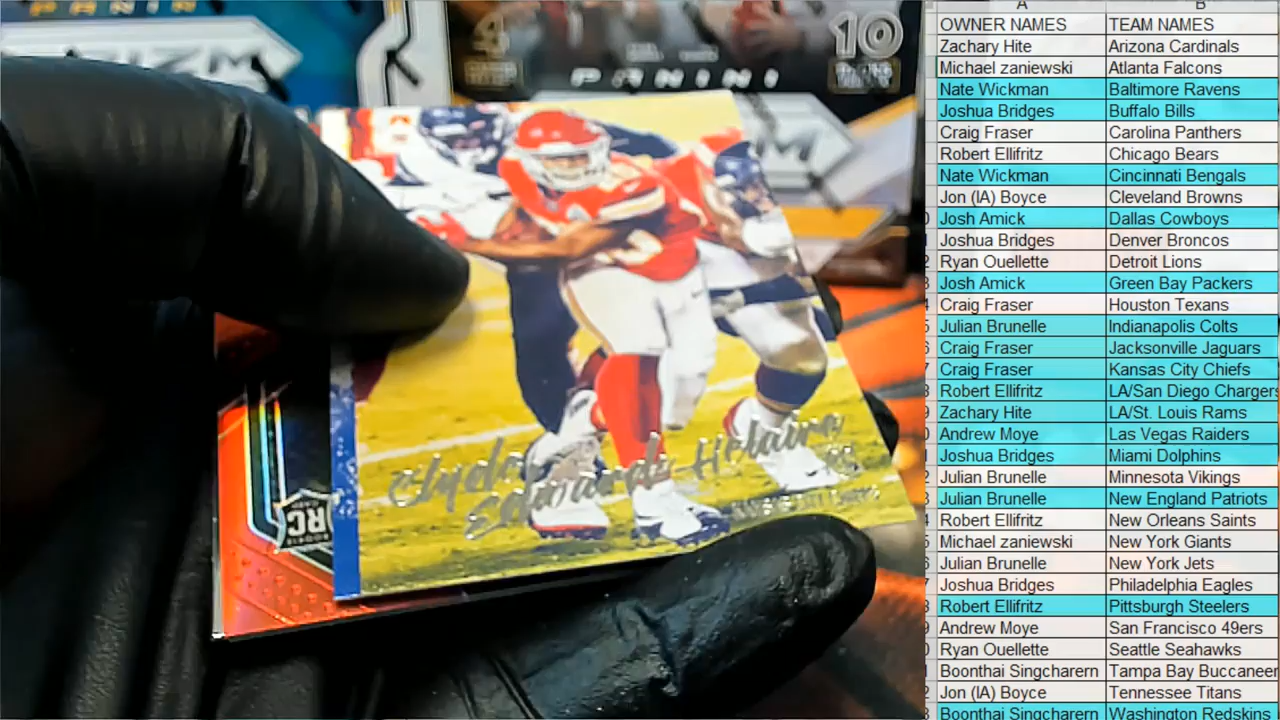 PANINI
PRIZM
10
PANINI
Clyde
Edwards-Helaire
RB
KANSAS CITY CHIEFS
RC
ROOKIE
A B
OWNER NAMES TEAM NAMES
Zachary Hite Arizona Cardinals
Michael zaniewski Atlanta Falcons
Nate Wickman Baltimore Ravens
Joshua Bridges Buffalo Bills
Craig Fraser Carolina Panthers
Robert Ellifritz Chicago Bears
Nate Wickman Cincinnati Bengals
Jon (IA) Boyce Cleveland Browns
Josh Amick Dallas Cowboys
Joshua Bridges Denver Broncos
Ryan Ouellette Detroit Lions
Josh Amick Green Bay Packers
Craig Fraser Houston Texans
Julian Brunelle Indianapolis Colts
Craig Fraser Jacksonville Jaguars
Craig Fraser Kansas City Chiefs
Robert Ellifritz LA/San Diego Chargers
Zachary Hite LA/St. Louis Rams
Andrew Moye Las Vegas Raiders
Joshua Bridges Miami Dolphins
Julian Brunelle Minnesota Vikings
Julian Brunelle New England Patriots
Robert Ellifritz New Orleans Saints
Michael zaniewski New York Giants
Julian Brunelle New York Jets
Joshua Bridges Philadelphia Eagles
Robert Ellifritz Pittsburgh Steelers
Andrew Moye San Francisco 49ers
Ryan Ouellette Seattle Seahawks
Boonthai Singcharern Tampa Bay Buccaneer
Jon (IA) Boyce Tennessee Titans
Boonthai Singcharern Washington Redskins